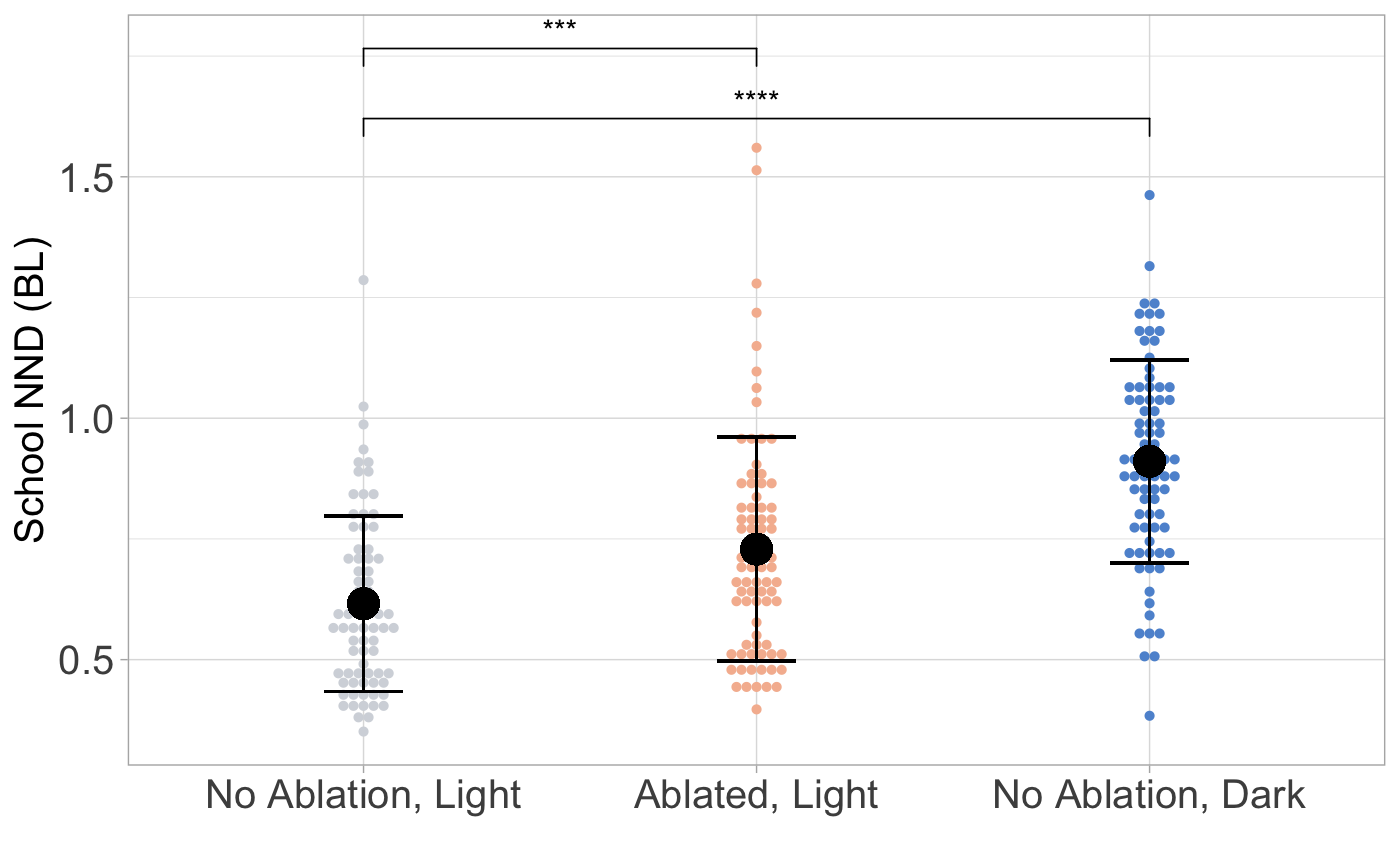 ***
****
School NND (BL)
1.5
1.0
0.5
No Ablation, Light
Ablated, Light
No Ablation, Dark